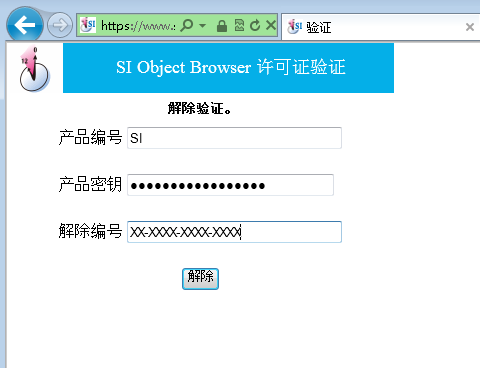 https://www.s
验证
SI Object Browser 许可证验证
解除验证。
产品编号 SI
产品密钥 ●●●●●●●●●●●●●●●●●
解除编号 XX-XXXX-XXXX-XXXX
解除